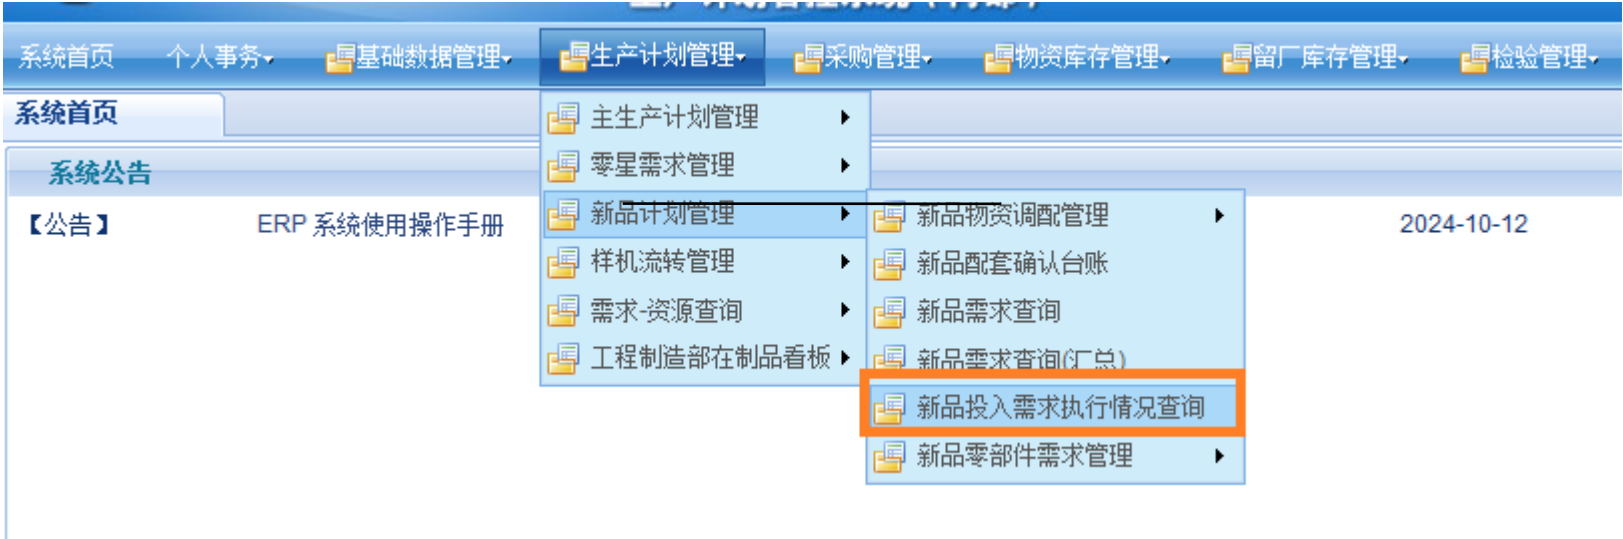 系统首页 个人事务 基础数据管理 生产计划管理 采购管理 物资库存管理 留厂库存管理 检验管理
系统首页
主生产计划管理
系统公告
零星需求管理
【公告】 ERP 系统使用操作手册 2024-10-12
新品计划管理
样机流转管理
需求-资源查询
工程制造部在制品看板
新品物资调配管理
新品配套确认台账
新品需求查询
新品需求查询(汇总)
新品投入需求执行情况查询
新品零部件需求管理